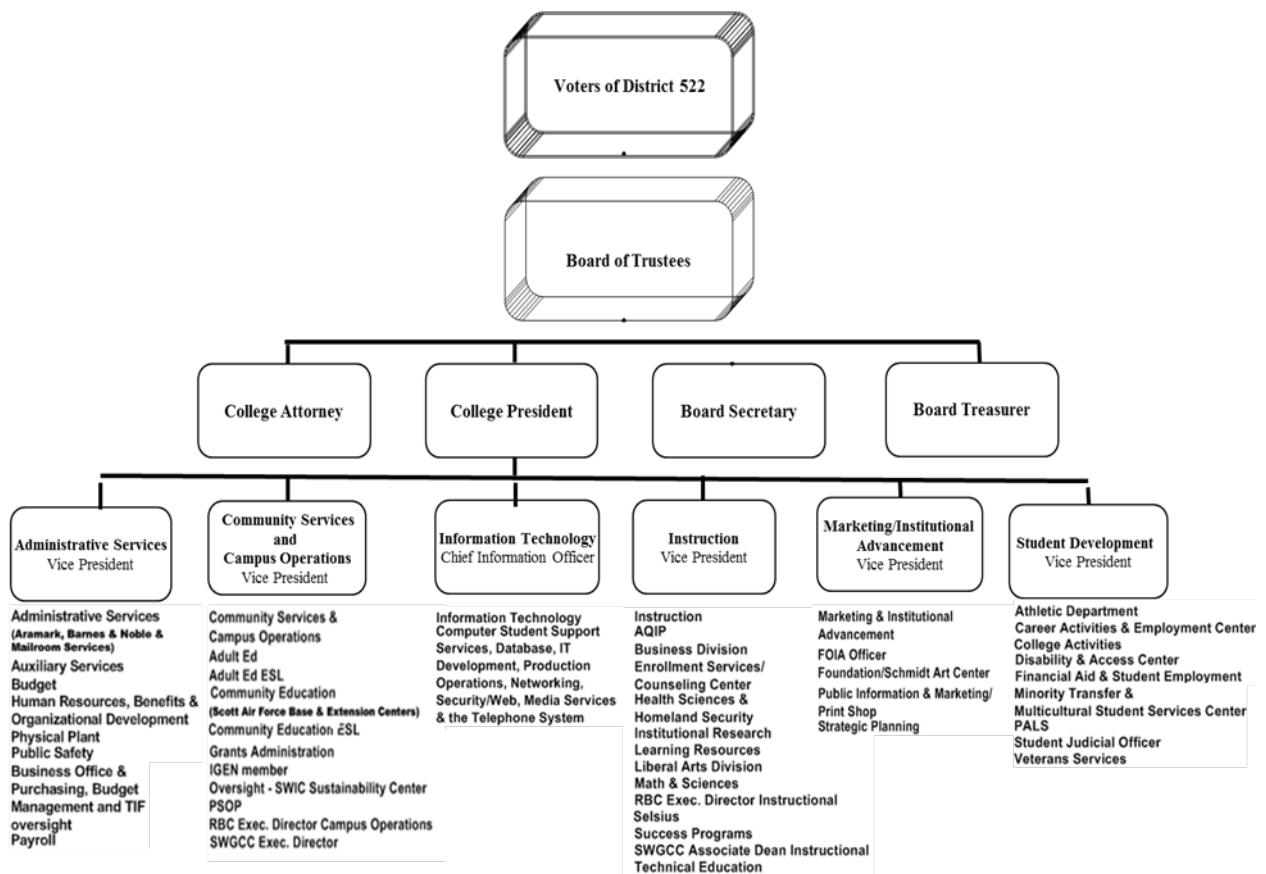 Voters of District 522
Board of Trustees
College Attorney
College President
Board Secretary
Board Treasurer
Administrative Services
Vice President
Community Services
and
Campus Operations
Vice President
Information Technology
Chief Information Officer
Instruction
Vice President
Marketing/Institutional
Advancement
Vice President
Student Development
Vice President
Administrative Services
(Aramark, Barnes & Noble &
Mailroom Services)
Auxiliary Services
Budget
Human Resources, Benefits &
Organizational Development
Physical Plant
Public Safety
Business Office &
Purchasing, Budget
Management and TIF
oversight
Payroll
Community Services &
Campus Operations
Adult Ed
Adult Ed ESL
Community Education
(Scott Air Force Base & Extension Centers)
Community Education ESL
Grants Administration
IGEN member
Oversight - SWIC Sustainability Center
PSOP
RBC Exec. Director Campus Operations
SWGCC Exec. Director
Information Technology
Computer Student Support
Services, Database, IT
Development, Production
Operations, Networking,
Security/Web, Media Services
& the Telephone System
Instruction
AQIP
Business Division
Enrollment Services/
Counseling Center
Health Sciences &
Homeland Security
Institutional Research
Learning Resources
Liberal Arts Division
Math & Sciences
RBC Exec. Director Instructional
Selsius
Success Programs
SWGCC Associate Dean Instructional
Technical Education
Marketing & Institutional
Advancement
FOIA Officer
Foundation/Schmidt Art Center
Public Information & Marketing/
Print Shop
Strategic Planning
Athletic Department
Career Activities & Employment Center
College Activities
Disability & Access Center
Financial Aid & Student Employment
Minority Transfer &
Multicultural Student Services Center
PALS
Student Judicial Officer
Veterans Services